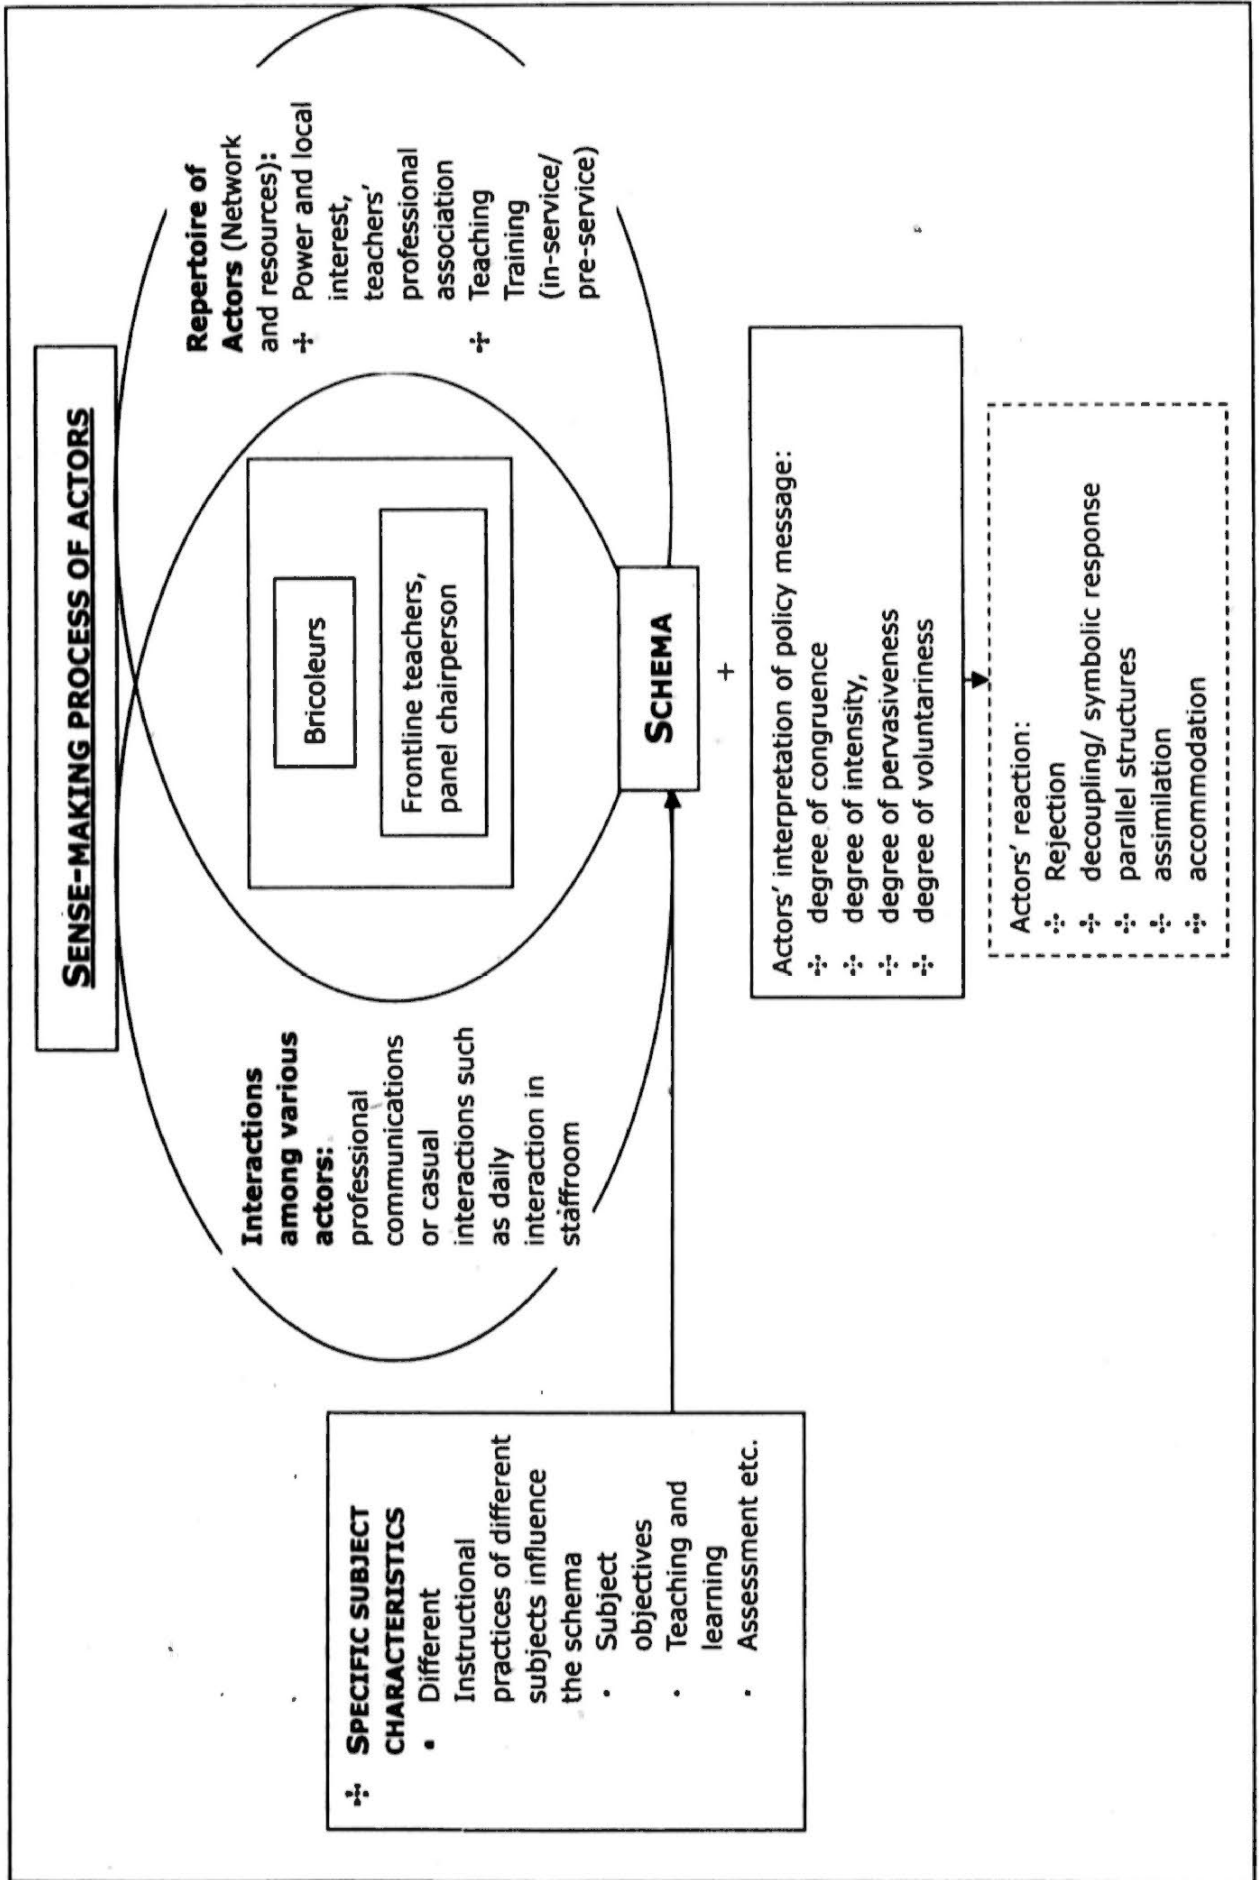 SENSE-MAKING PROCESS OF ACTORS
Interactions
among various
actors:
professional
communications
or casual
interactions such
as daily
interaction in
staffroom
Bricoleurs
Frontline teachers,
panel chairperson
Repertoire of
Actors (Network
and resources):
Power and local
interest,
teachers'
professional
association
Teaching
Training
(in-service/
pre-service)
SPECIFIC SUBJECT
CHARACTERISTICS
• Different
Instructional
practices of different
subjects influence
the schema
• Subject
objectives
• Teaching and
learning
• Assessment etc.
SCHEMA
+
Actors' interpretation of policy message:
degree of congruence
degree of intensity,
degree of pervasiveness
degree of voluntariness
Actors' reaction:
Rejection
decoupling/ symbolic response
parallel structures
assimilation
accommodation